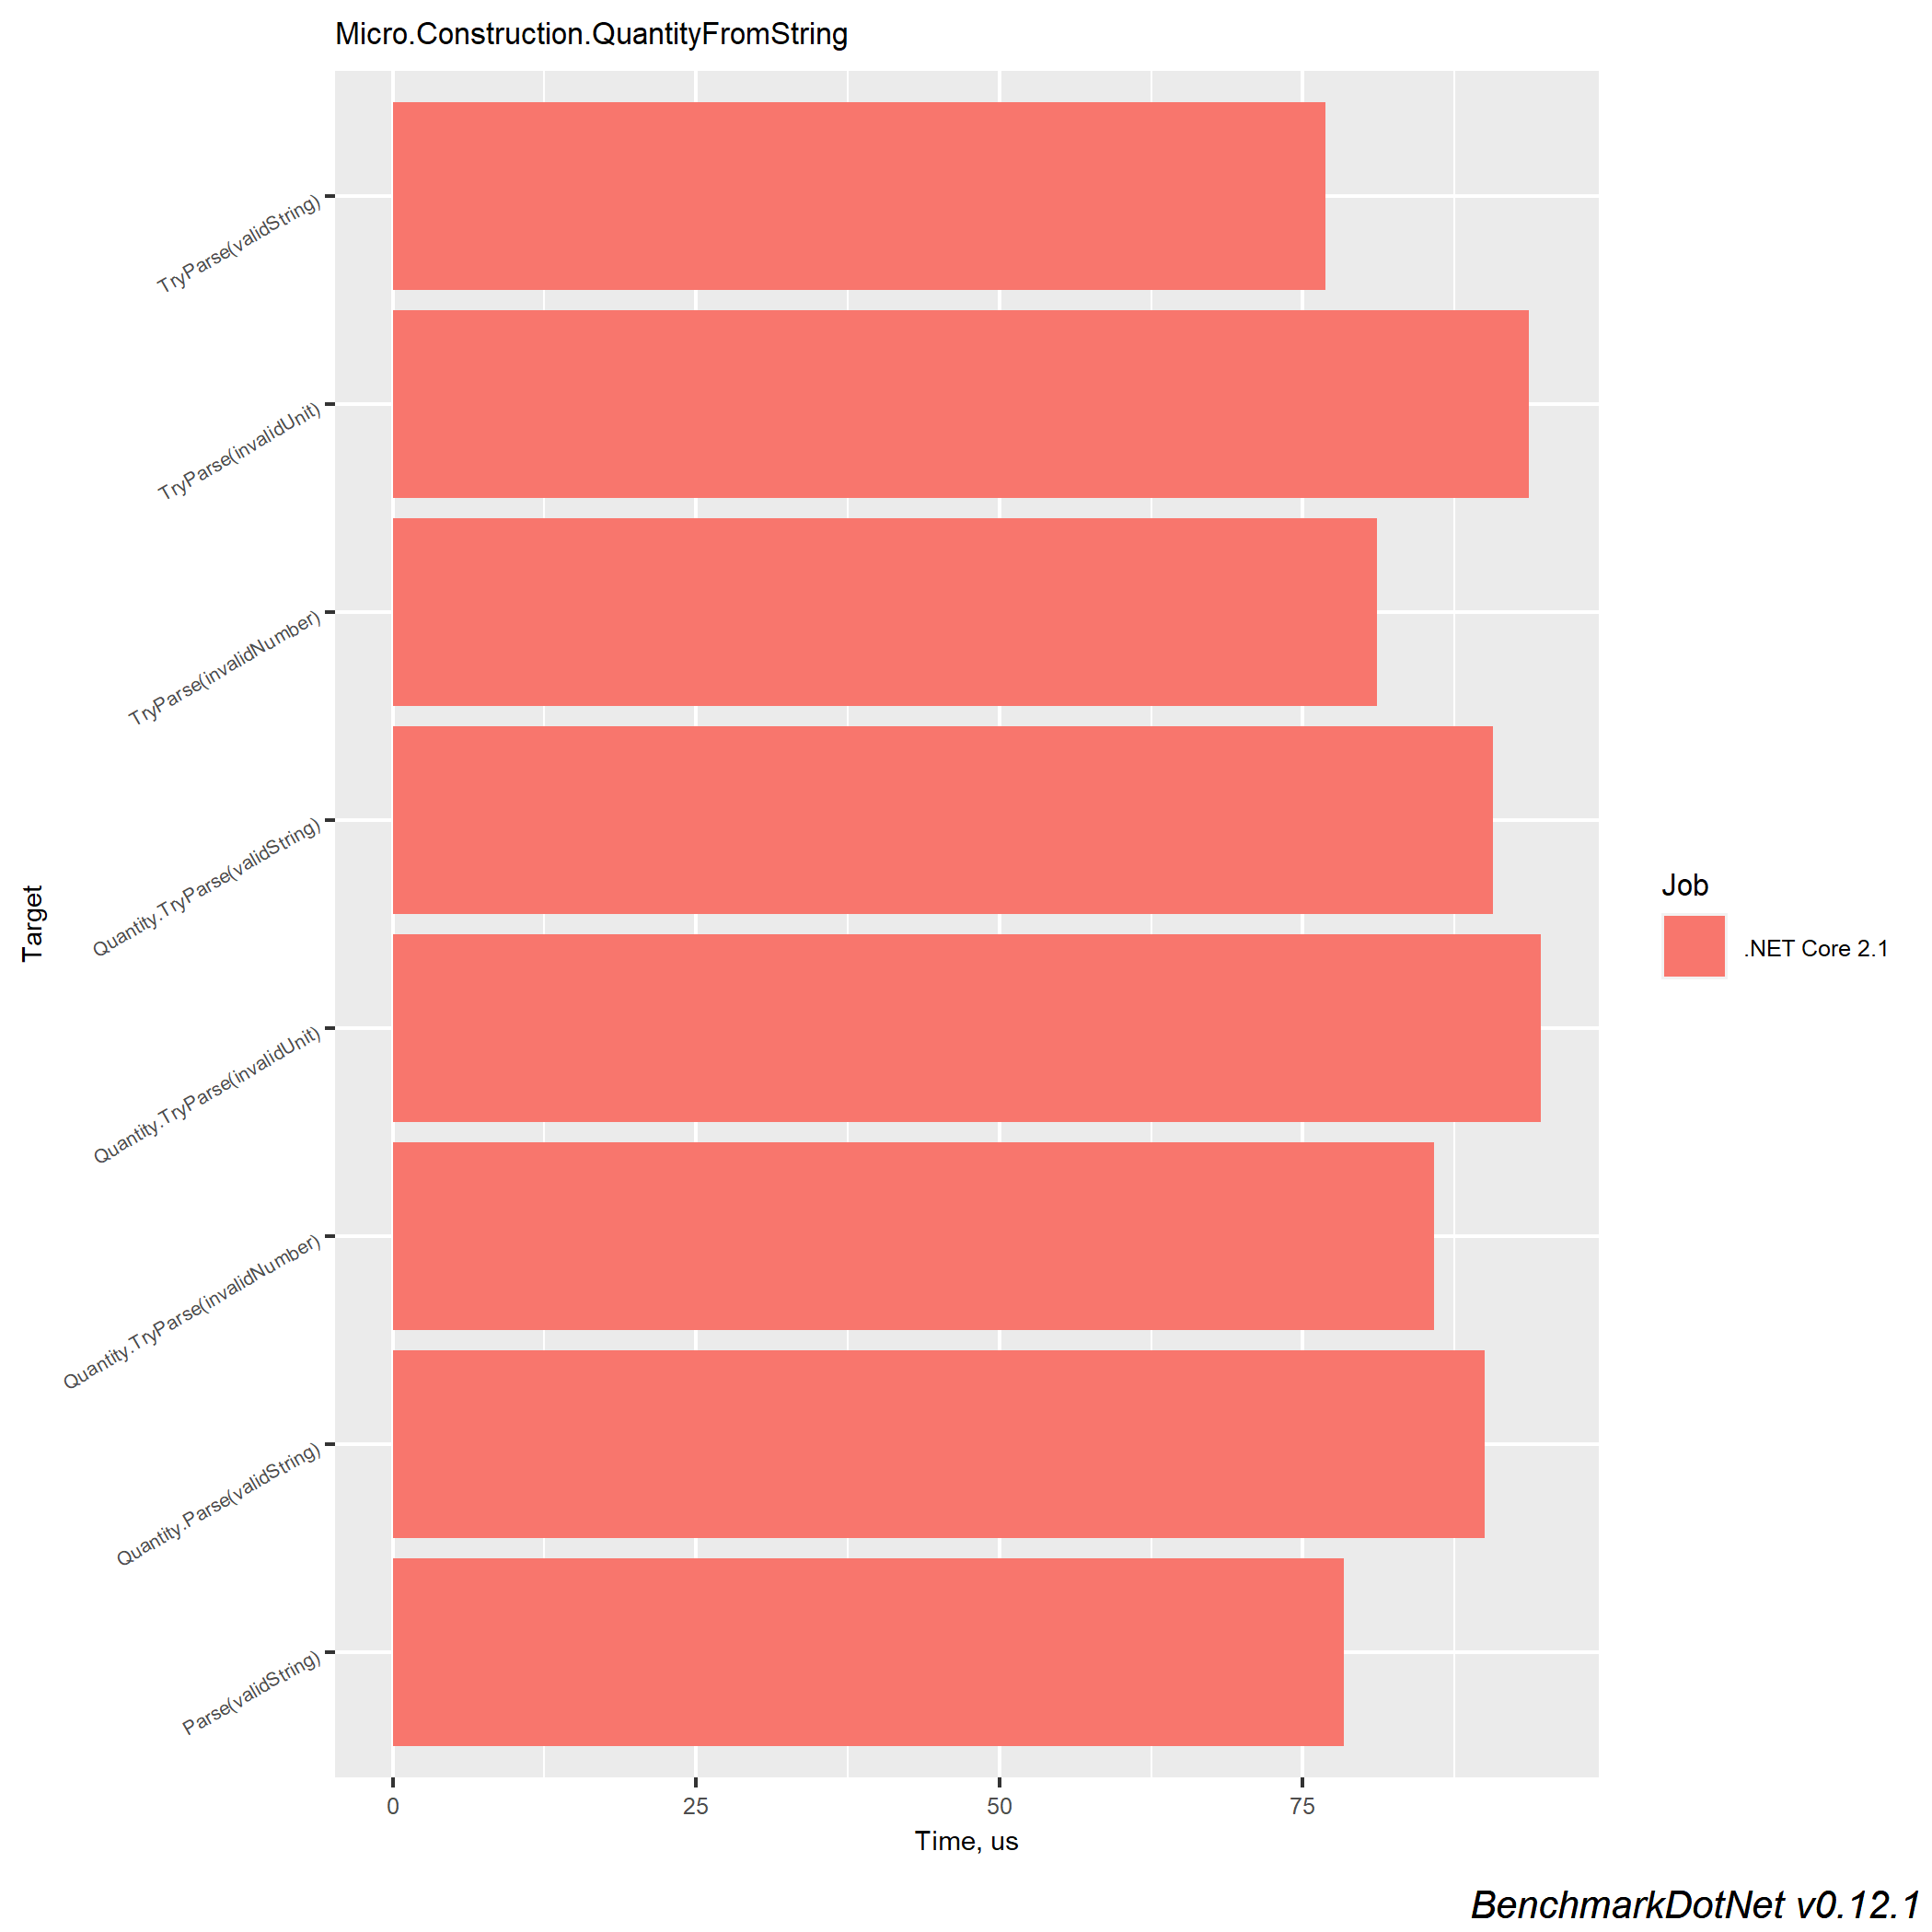 Micro.Construction.QuantityFromString
TryParse(validString)
TryParse(invalidUnit)
TryParse(invalidNumber)
Quantity.TryParse(validString)
Quantity.TryParse(invalidUnit)
Quantity.TryParse(invalidNumber)
Quantity.Parse(validString)
Parse(validString)
Target
0
25
50
75
Time, us
Job
.NET Core 2.1
BenchmarkDotNet v0.12.1